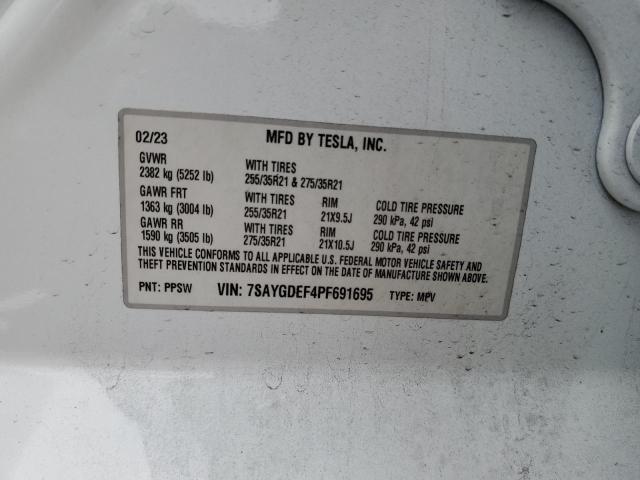 02/23 MFD BY TESLA, INC.
GVWR WITH TIRES
2382 kg (5252 lb) 255/35R21 & 275/35R21
GAWR FRT WITH TIRES RIM COLD TIRE PRESSURE
1363 kg (3004 lb) 255/35R21 21X9.5J 290 kPa, 42 psi
GAWR RR WITH TIRES RIM COLD TIRE PRESSURE
1590 kg (3505 lb) 275/35R21 21X10.5J 290 kPa, 42 psi
THIS VEHICLE CONFORMS TO ALL APPLICABLE U.S. FEDERAL MOTOR VEHICLE SAFETY AND
THEFT PREVENTION STANDARDS IN EFFECT ON THE DATE OF MANUFACTURE SHOWN ABOVE.
PNT: PPSW VIN: 7SAYGDEF4PF691695 TYPE: MPV